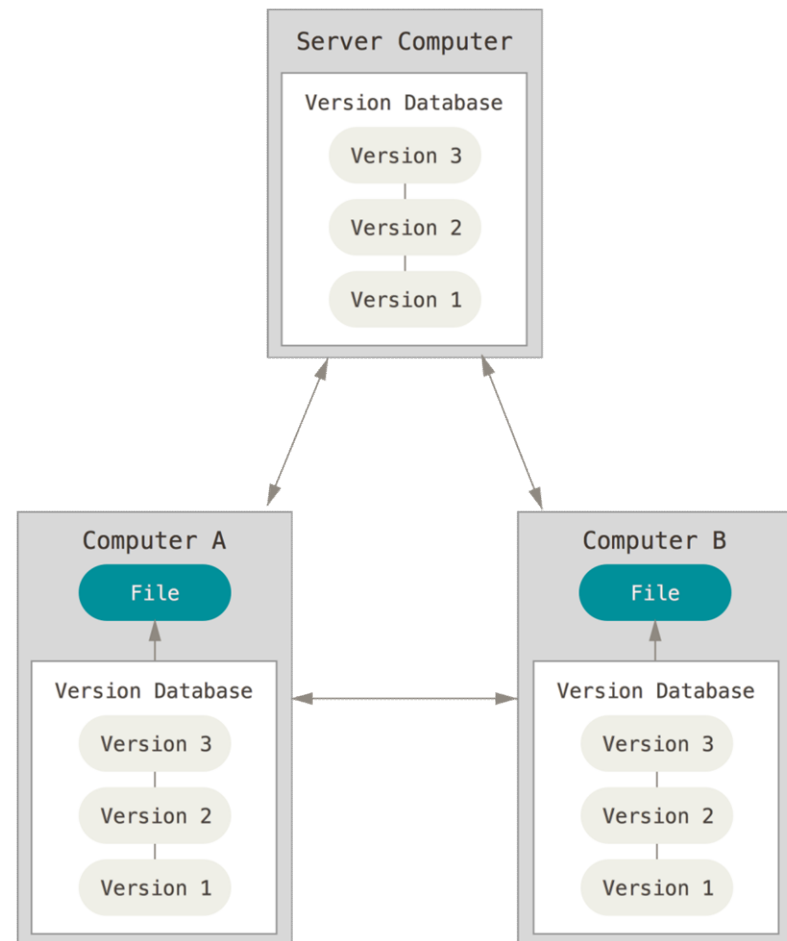 Server Computer
Version Database
Version 3
Version 2
Version 1
Computer A
File
Version Database
Version 3
Version 2
Version 1
Computer B
File
Version Database
Version 3
Version 2
Version 1